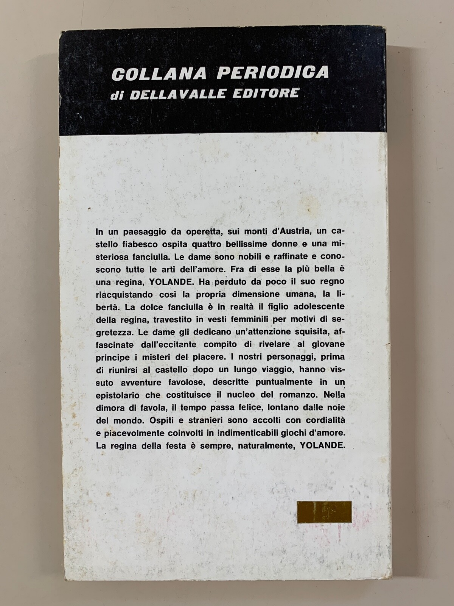 COLLANA PERIODICA
di DELLAVALLE EDITORE
In un paesaggio da operetta, sui monti d'Austria, un ca-
stello fiabesco ospita quattro bellissime donne e una mi-
steriosa fanciulla. Le dame sono nobili e raffinate e cono-
scono tutte le arti dell'amore. Fra di esse la più bella è
una regina, YOLANDE. Ha perduto da poco il suo regno
riacquistando così la propria dimensione umana, la li-
bertà. La dolce fanciulla è in realtà il figlio adolescente
della regina, travestito in vesti femminili per motivi di se-
gretezza. Le dame gli dedicano un'attenzione squisita, af-
fascinate dall'eccitante compito di rivelare al giovane
principe i misteri del piacere. I nostri personaggi, prima
di riunirsi al castello dopo un lungo viaggio, hanno vis-
suto avventure favolose, descritte puntualmente in un
epistolario che costituisce il nucleo del romanzo. Nella
dimora di favola, il tempo passa felice, lontano dalle noie
del mondo. Ospiti e stranieri sono accolti con cordialità
e piacevolmente coinvolti in indimenticabili giochi d'amore.
La regina della festa è sempre, naturalmente, YOLANDE.